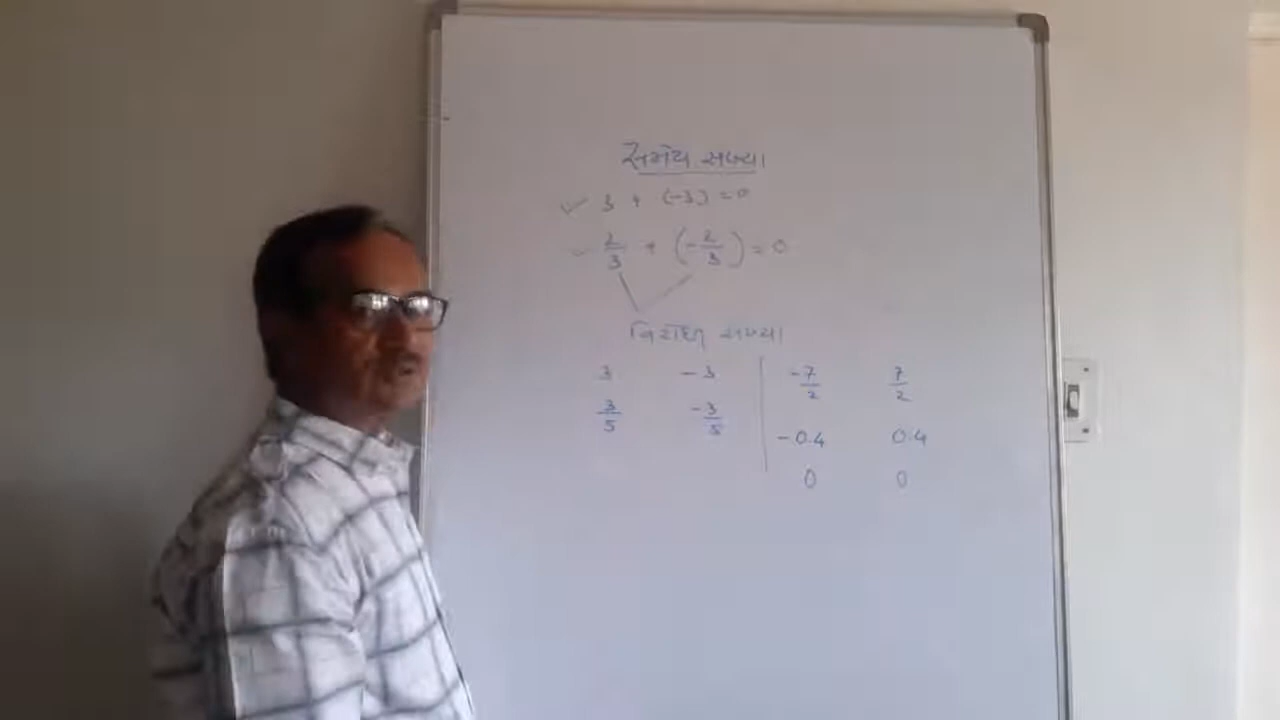 સંમેય સંખ્યા
✓ 3 + (-3) = 0
✓ 2/3 + (-2/3) = 0
વિરોધી સંખ્યા
3 -3 | -7/2 7/2
3/5 -3/5 | -0.4 0.4
0 0